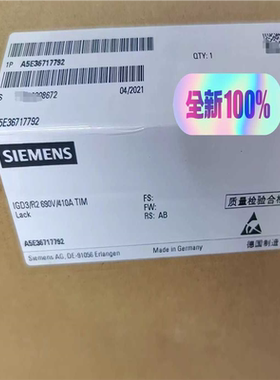 1P A5E36717792
QTY: 1
S
8672
04/2021
A5E36717792
全新100%
SIEMENS
IGD3/R2 690V/410A TIM
Lack
FS:
FW:
RS: AB
A5E36717792
Made in Germany
质量检验合格
Siemens AG, DE-91056 Erlangen
德国制造